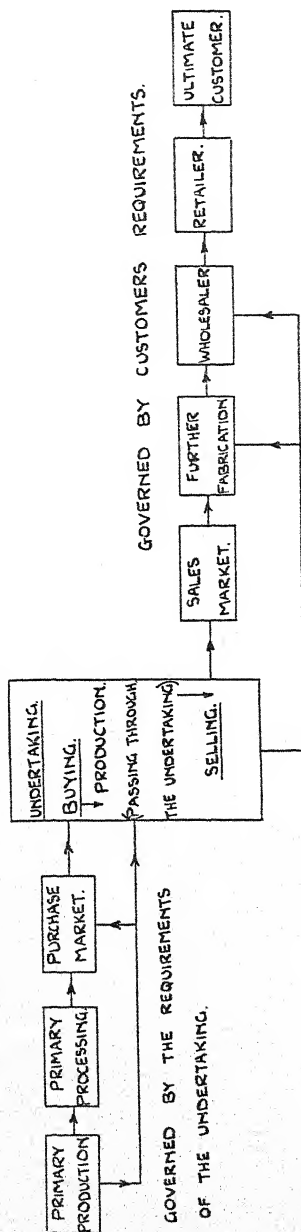 PRIMARY
PRODUCTION
PRIMARY
PROCESSING.
PURCHASE
MARKET.
UNDERTAKING.
BUYING.
PRODUCTION.
(PASSING THROUGH
THE UNDERTAKING)
SELLING.
SALES
MARKET.
FURTHER
FABRICATION
WHOLESALER
RETAILER.
ULTIMATE
CUSTOMER.
GOVERNED BY THE REQUIREMENTS
OF THE UNDERTAKING.
GOVERNED BY CUSTOMERS REQUIREMENTS.